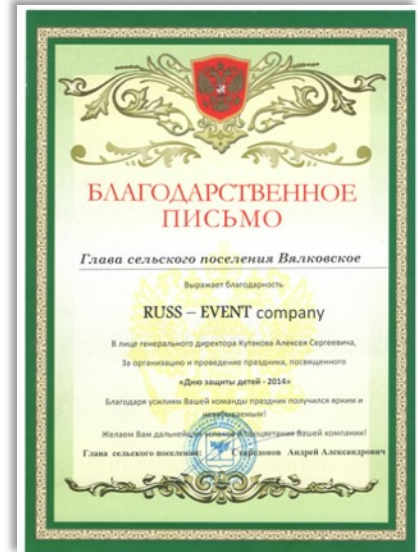 БЛАГОДАРСТВЕННОЕ
ПИСЬМО
Глава сельского поселения Вялковское
Выражает благодарность
RUSS – EVENT company
В лице генерального директора Кутакова Алексея Сергеевича,
За организацию и проведение праздника, посвященного
«Дню защиты детей - 2014»
Благодаря усилиям Вашей команды праздник получился ярким и
незабываемым!
Желаем Вам дальнейших успехов и процветания Вашей компании!
Глава сельского поселения: Андрей Александрович